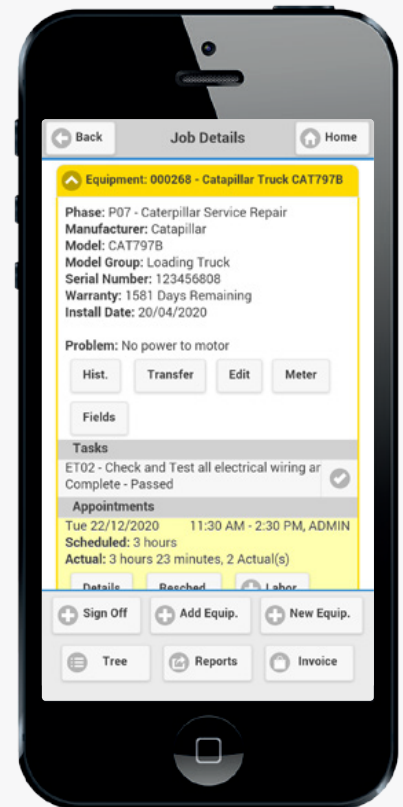 Back
Job Details
Home
Equipment: 000268 - Catapillar Truck CAT797B
Phase: P07 - Caterpillar Service Repair
Manufacturer: Catapillar
Model: CAT797B
Model Group: Loading Truck
Serial Number: 123456808
Warranty: 1581 Days Remaining
Install Date: 20/04/2020
Problem: No power to motor
Hist.
Transfer
Edit
Meter
Fields
Tasks
ET02 - Check and Test all electrical wiring ar
Complete - Passed
Appointments
Tue 22/12/2020 11:30 AM - 2:30 PM, ADMIN
Scheduled: 3 hours
Actual: 3 hours 23 minutes, 2 Actual(s)
Details
Resched.
Labor
Sign Off
Add Equip.
New Equip.
Tree
Reports
Invoice